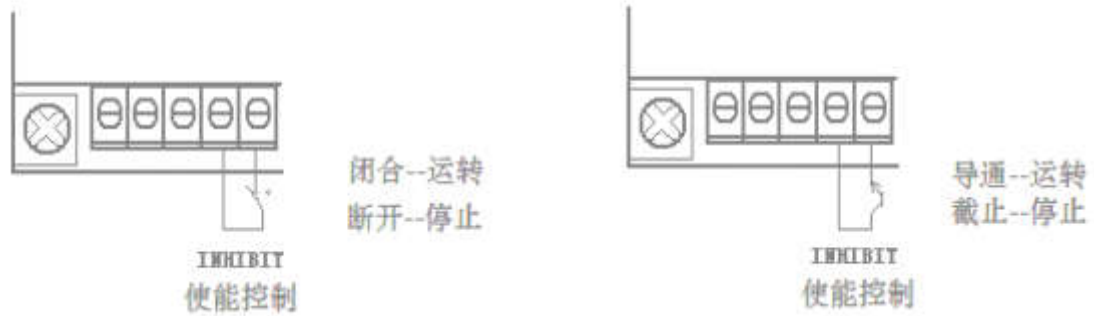 闭合--运转
断开--停止
INHIBIT
使能控制
导通--运转
截止--停止
INHIBIT
使能控制